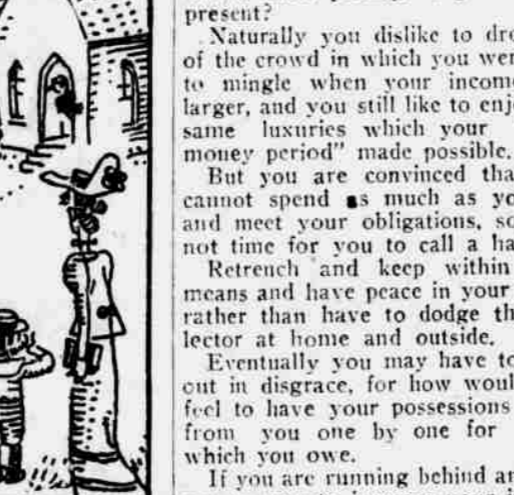 present?
Naturally you dislike to dr
of the crowd in which you wer
to mingle when your incom
larger, and you still like to enj
same luxuries which your
money period" made possible.
But you are convinced tha
cannot spend as much as yo
and meet your obligations, so
not time for you to call a ha
Retrench and keep within
means and have peace in your
rather than have to dodge th
lector at home and outside.
Eventually you may have to
out in disgrace, for how woul
feel to have your possessions
from you one by one for
which you owe.
If you are running behind an